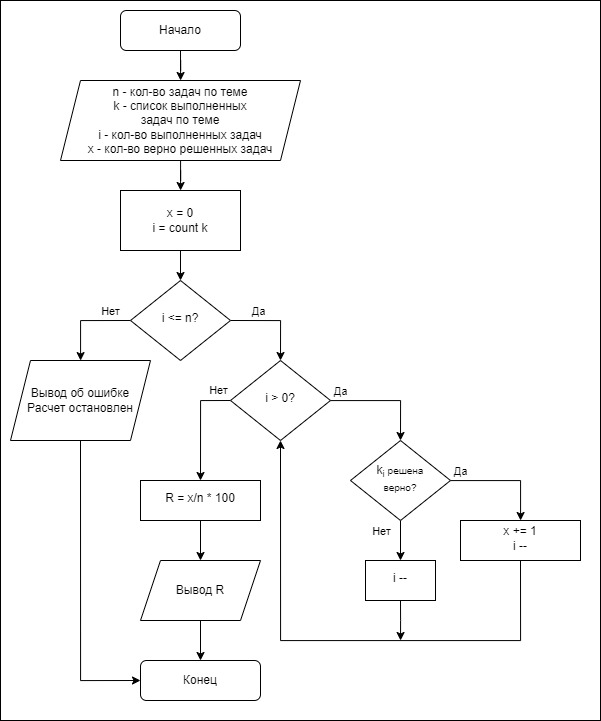 Начало
n - кол-во задач по теме
k - список выполненных
задач по теме
i - кол-во выполненных задач
x - кол-во верно решенных задач
x = 0
i = count k
i <= n?
Нет
Да
Вывод об ошибке
Расчет остановлен
i > 0?
Нет
Да
ki решена
верно?
Да
Нет
R = x/n * 100
x += 1
i --
i --
Вывод R
Конец